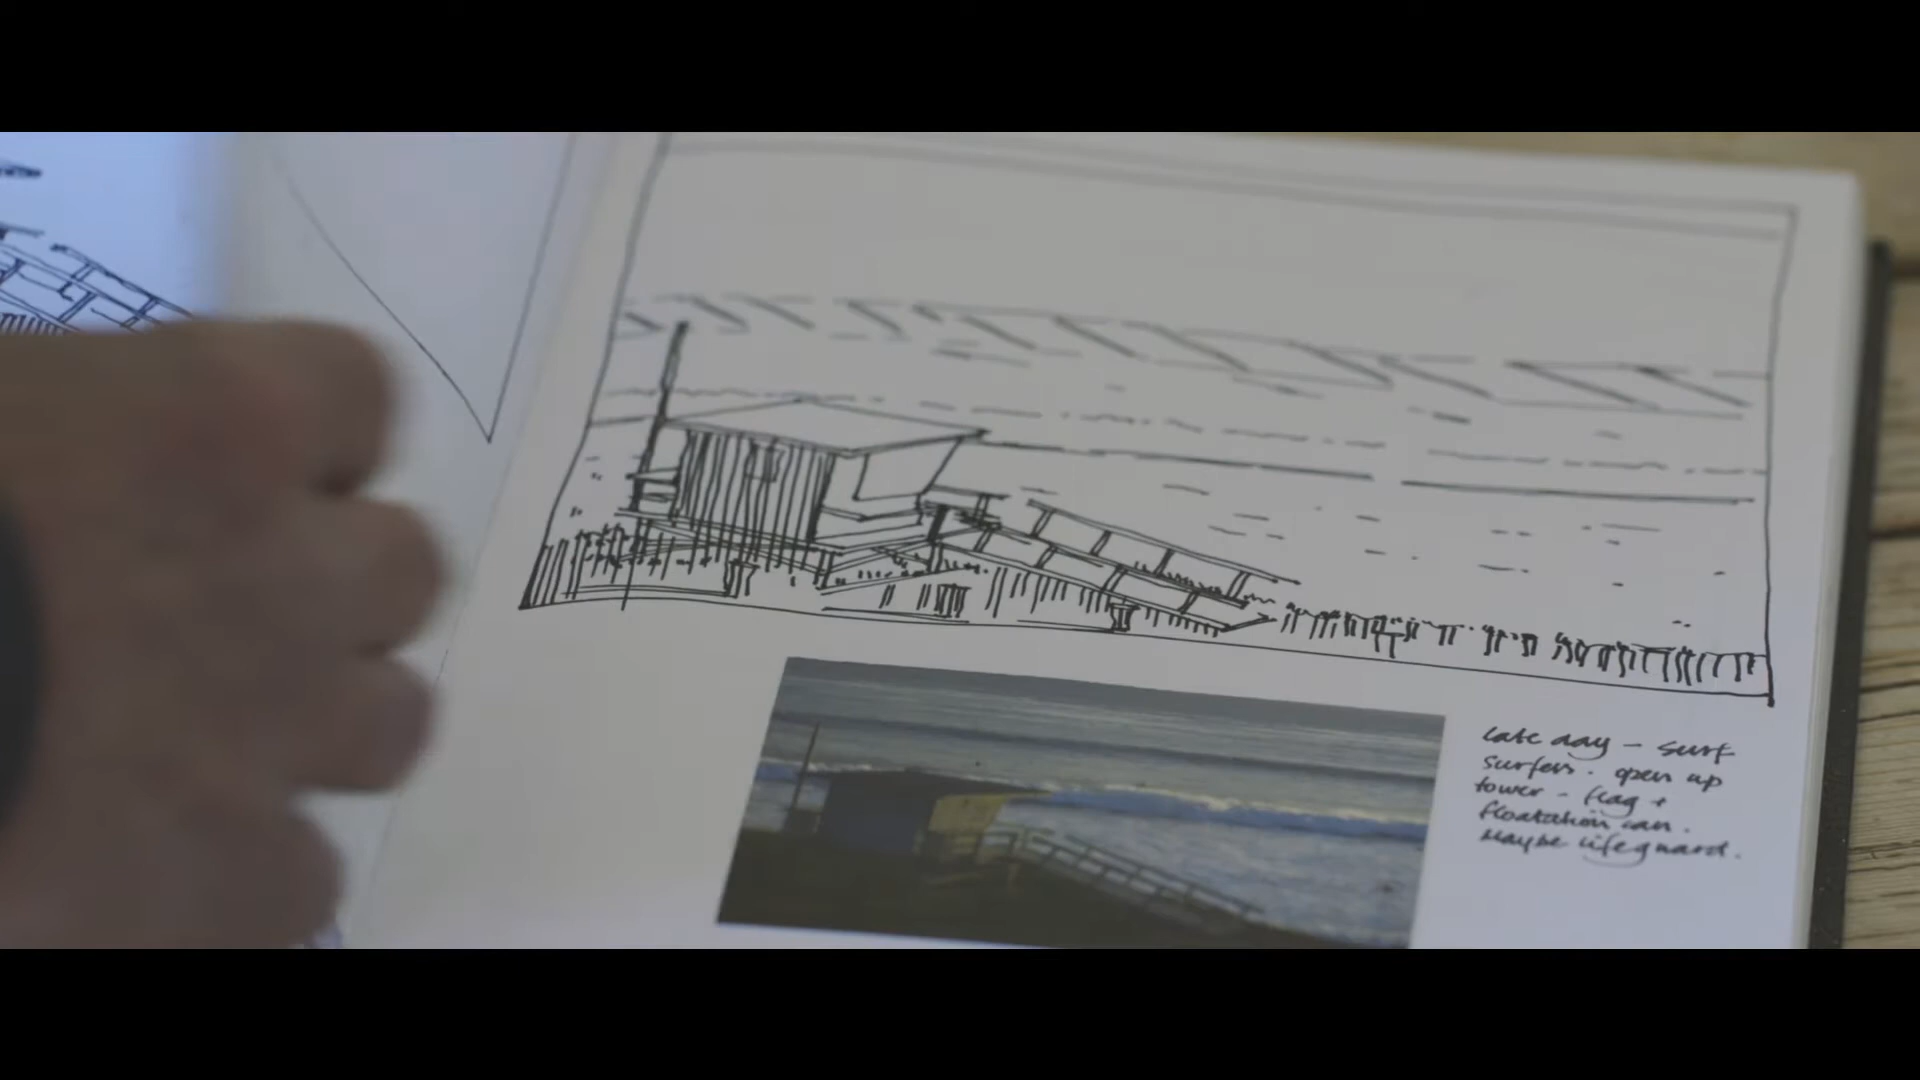 Late day - surf
surfers. open up
tower - flag +
floatation can.
Maybe lifeguard.